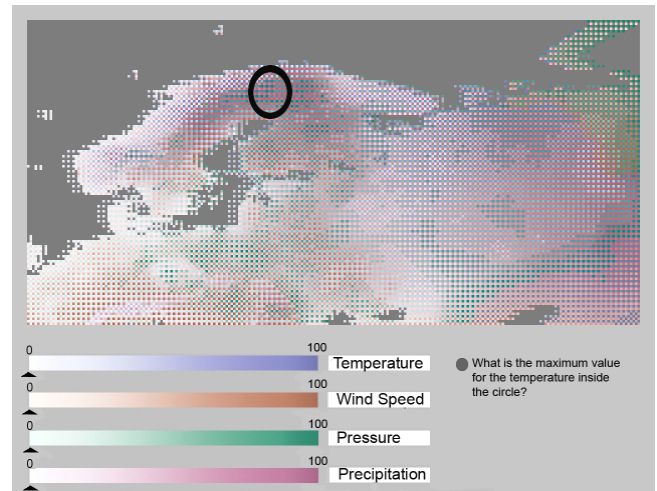 0 100
Temperature
0 100
Wind Speed
0 100
Pressure
0 100
Precipitation
What is the maximum value
for the temperature inside
the circle?